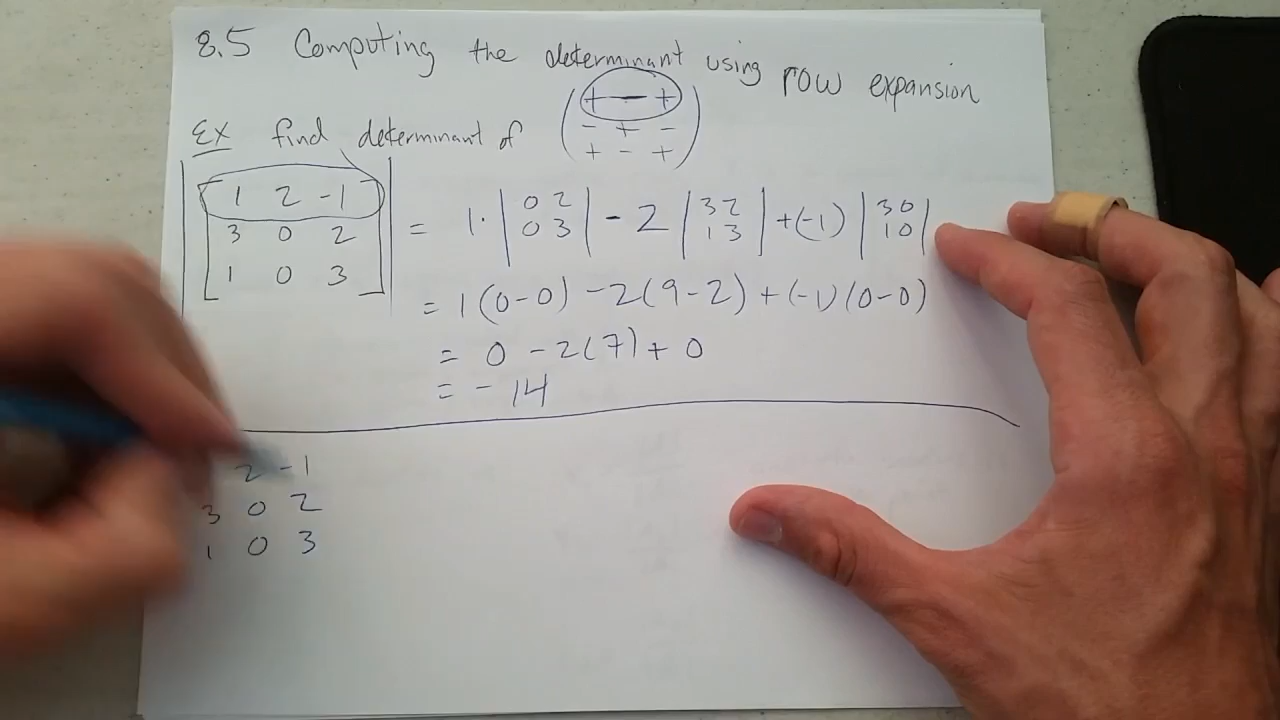 8.5 Computing the determinant using row expansion
+ - +
- + -
+ - +
Ex find determinant of
1 2 -1
3 0 2
1 0 3
= 1· | 0 2 | - 2 | 3 2 | +(-1) | 3 0 |
0 3 1 3 1 0
= 1(0-0) -2(9-2) + (-1)(0-0)
= 0 -2(7) + 0
= -14
2 -1
3 0 2
1 0 3